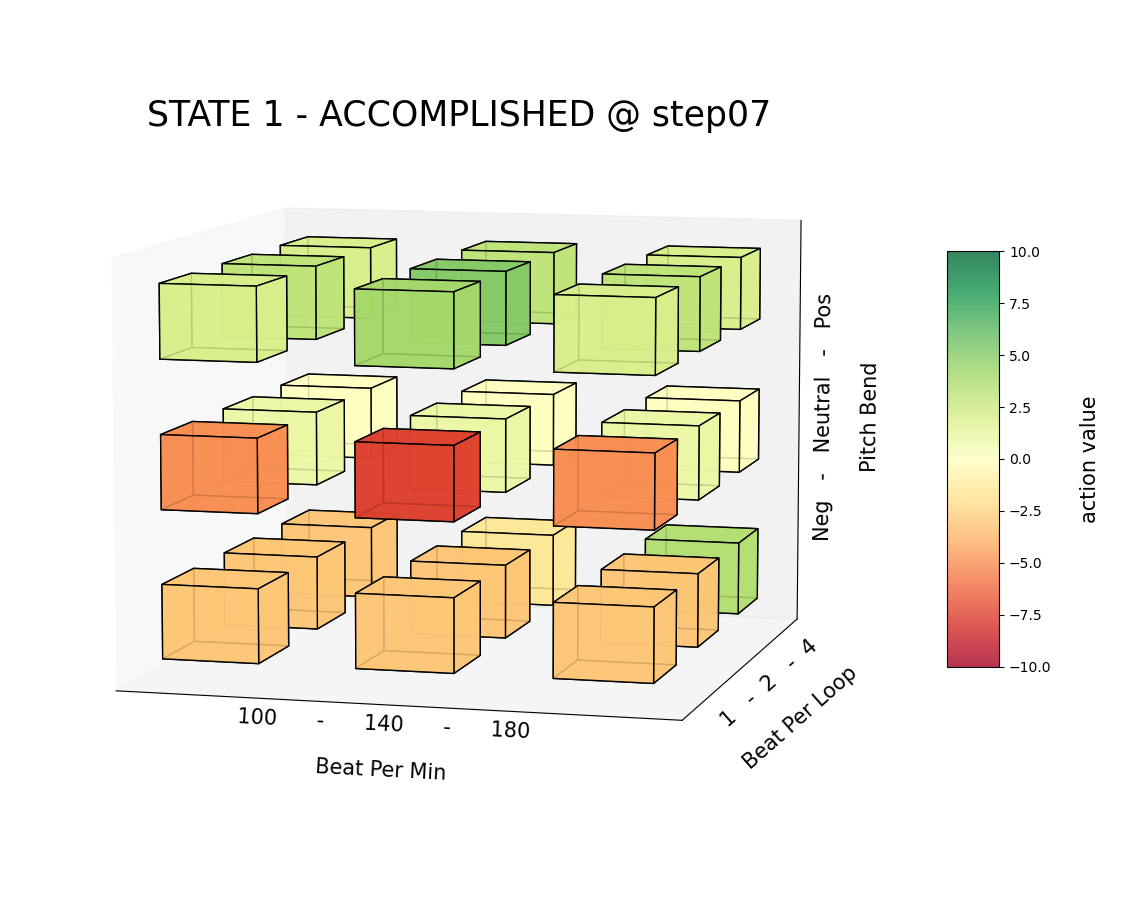 STATE 1 - ACCOMPLISHED @ step07
10.0
7.5
5.0
2.5
0.0
−2.5
−5.0
−7.5
−10.0
action value
Neg - Neutral - Pos
Pitch Bend
1 - 2 - 4
Beat Per Loop
100 - 140 - 180
Beat Per Min